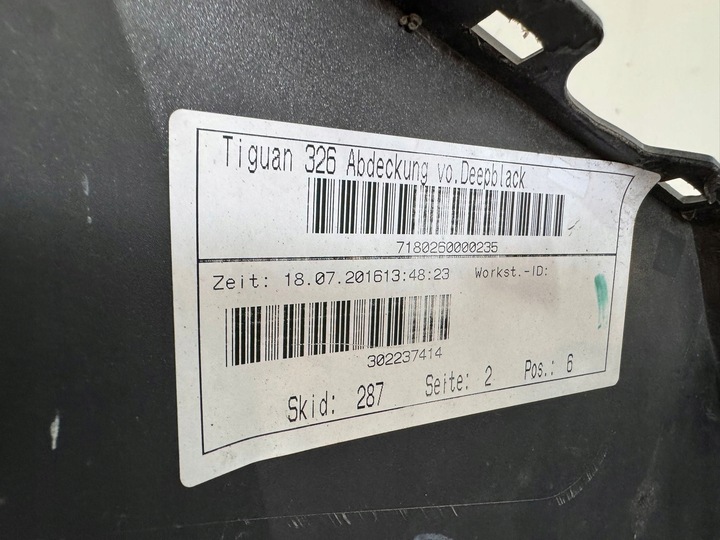 Tiguan 326 Abdeckung vo.Deepblack
7180260000235
Zeit: 18.07.201613:48:23 Workst.-ID:
302237414
Skid: 287 Seite: 2 Pos.: 6